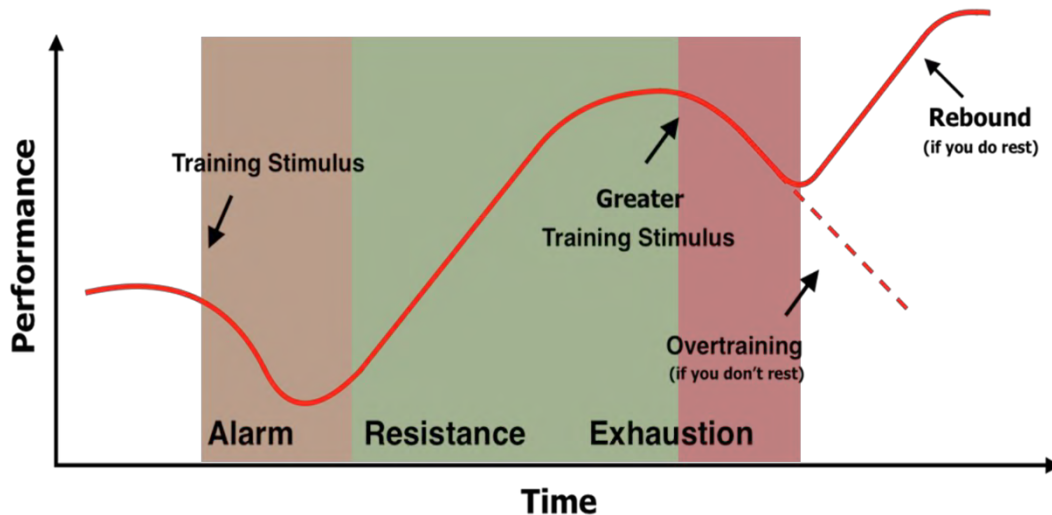 Performance
Training Stimulus
Greater
Training Stimulus
Rebound
(if you do rest)
Overtraining
(if you don't rest)
Alarm
Resistance
Exhaustion
Time